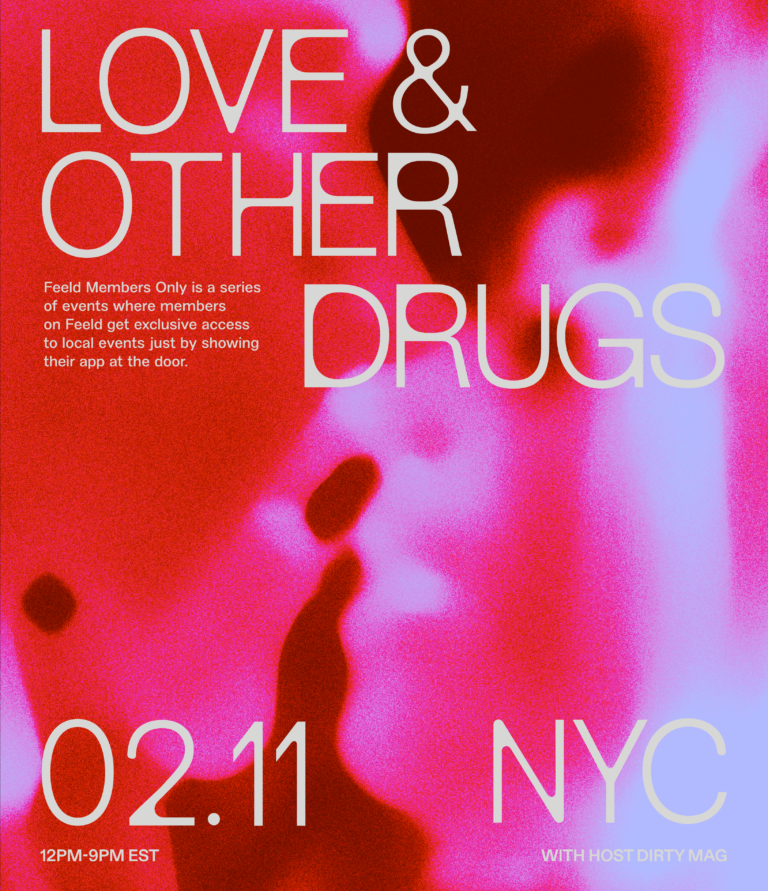 LOVE &
OTHER
DRUGS
Feeld Members Only is a series
of events where members
on Feeld get exclusive access
to local events just by showing
their app at the door.
02.11
NYC
12PM-9PM EST
WITH HOST DIRTY MAG